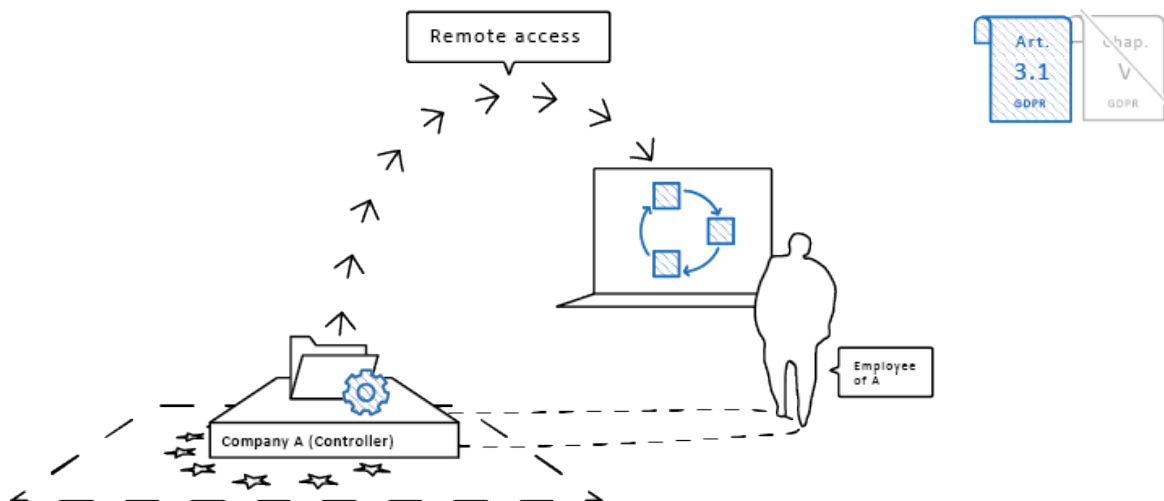 Remote access
Art.
3.1
GDPR
Chap.
V
GDPR
Employee
of A
Company A (Controller)